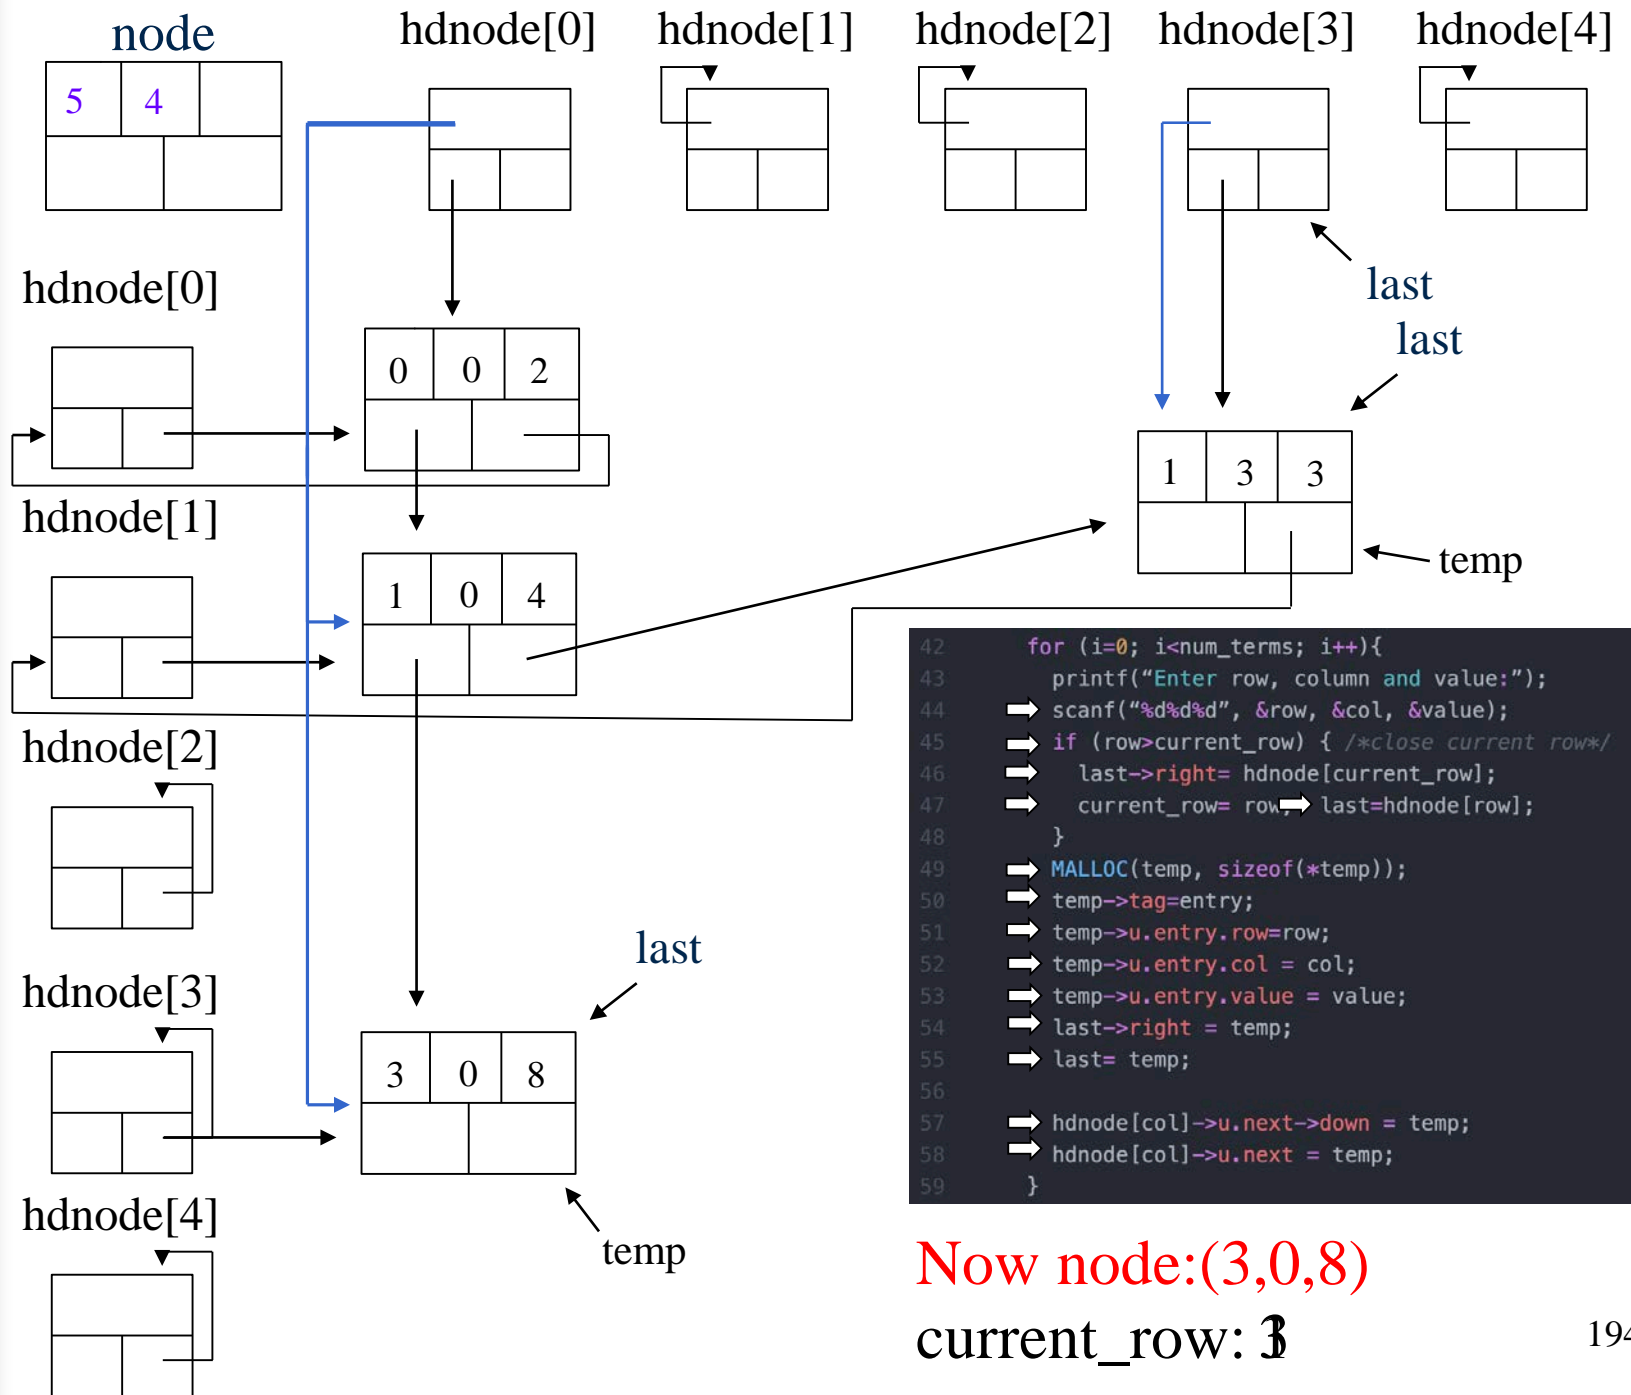 node hdnode[0] hdnode[1] hdnode[2] hdnode[3] hdnode[4]
5 4
hdnode[0]
last
last
0 0 2
1 3 3
hdnode[1]
temp
1 0 4
hdnode[2]
last
hdnode[3]
3 0 8
hdnode[4]
temp
42 for (i=0; i<num_terms; i++){
43 printf(“Enter row, column and value:”);
44 scanf(“%d%d%d”, &row, &col, &value);
45 if (row>current_row) { /*close current row*/
46 last->right= hdnode[current_row];
47 current_row= row; last=hdnode[row];
48 }
49 MALLOC(temp, sizeof(*temp));
50 temp->tag=entry;
51 temp->u.entry.row=row;
52 temp->u.entry.col = col;
53 temp->u.entry.value = value;
54 last->right = temp;
55 last= temp;
56
57 hdnode[col]->u.next->down = temp;
58 hdnode[col]->u.next = temp;
59 }
Now node:(3,0,8)
current_row:
194